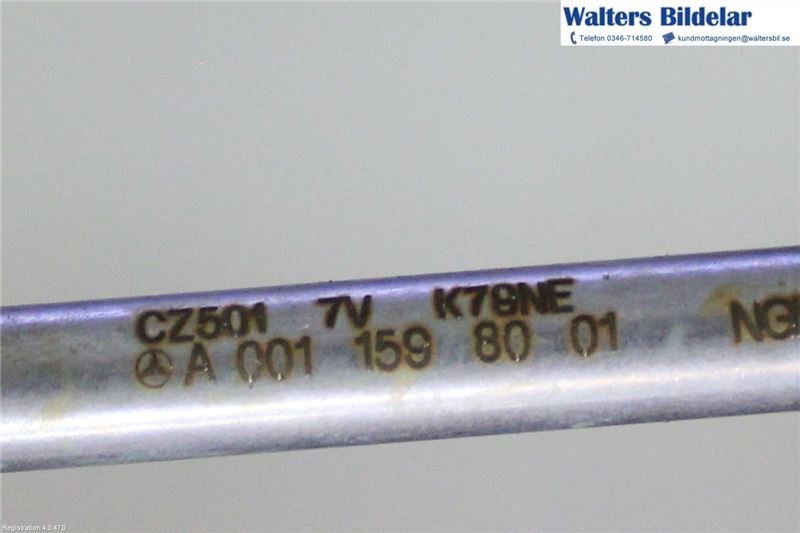 Walters Bildelar
Telefon 0346-714580 kundmottagningen@waltersbil.se
CZ501 7V K79NE
A 001 159 80 01 NG
Registration 4.0.47.0